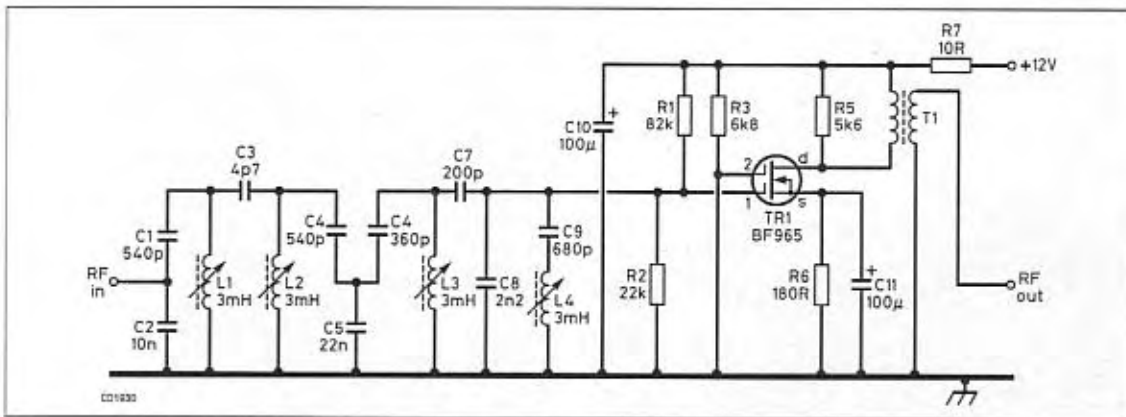 R7
10R
+12V
R1
82k
R3
6k8
R5
5k6
T1
C10
100µ
+
C3
4p7
C7
200p
2
d
1
s
TR1
BF965
C1
540p
C4
540p
C4
360p
C9
680p
RF
in
L1
3mH
L2
3mH
L3
3mH
C8
2n2
L4
3mH
R2
22k
R6
180R
+
C11
100µ
RF
out
C2
10n
C5
22n
CD1930